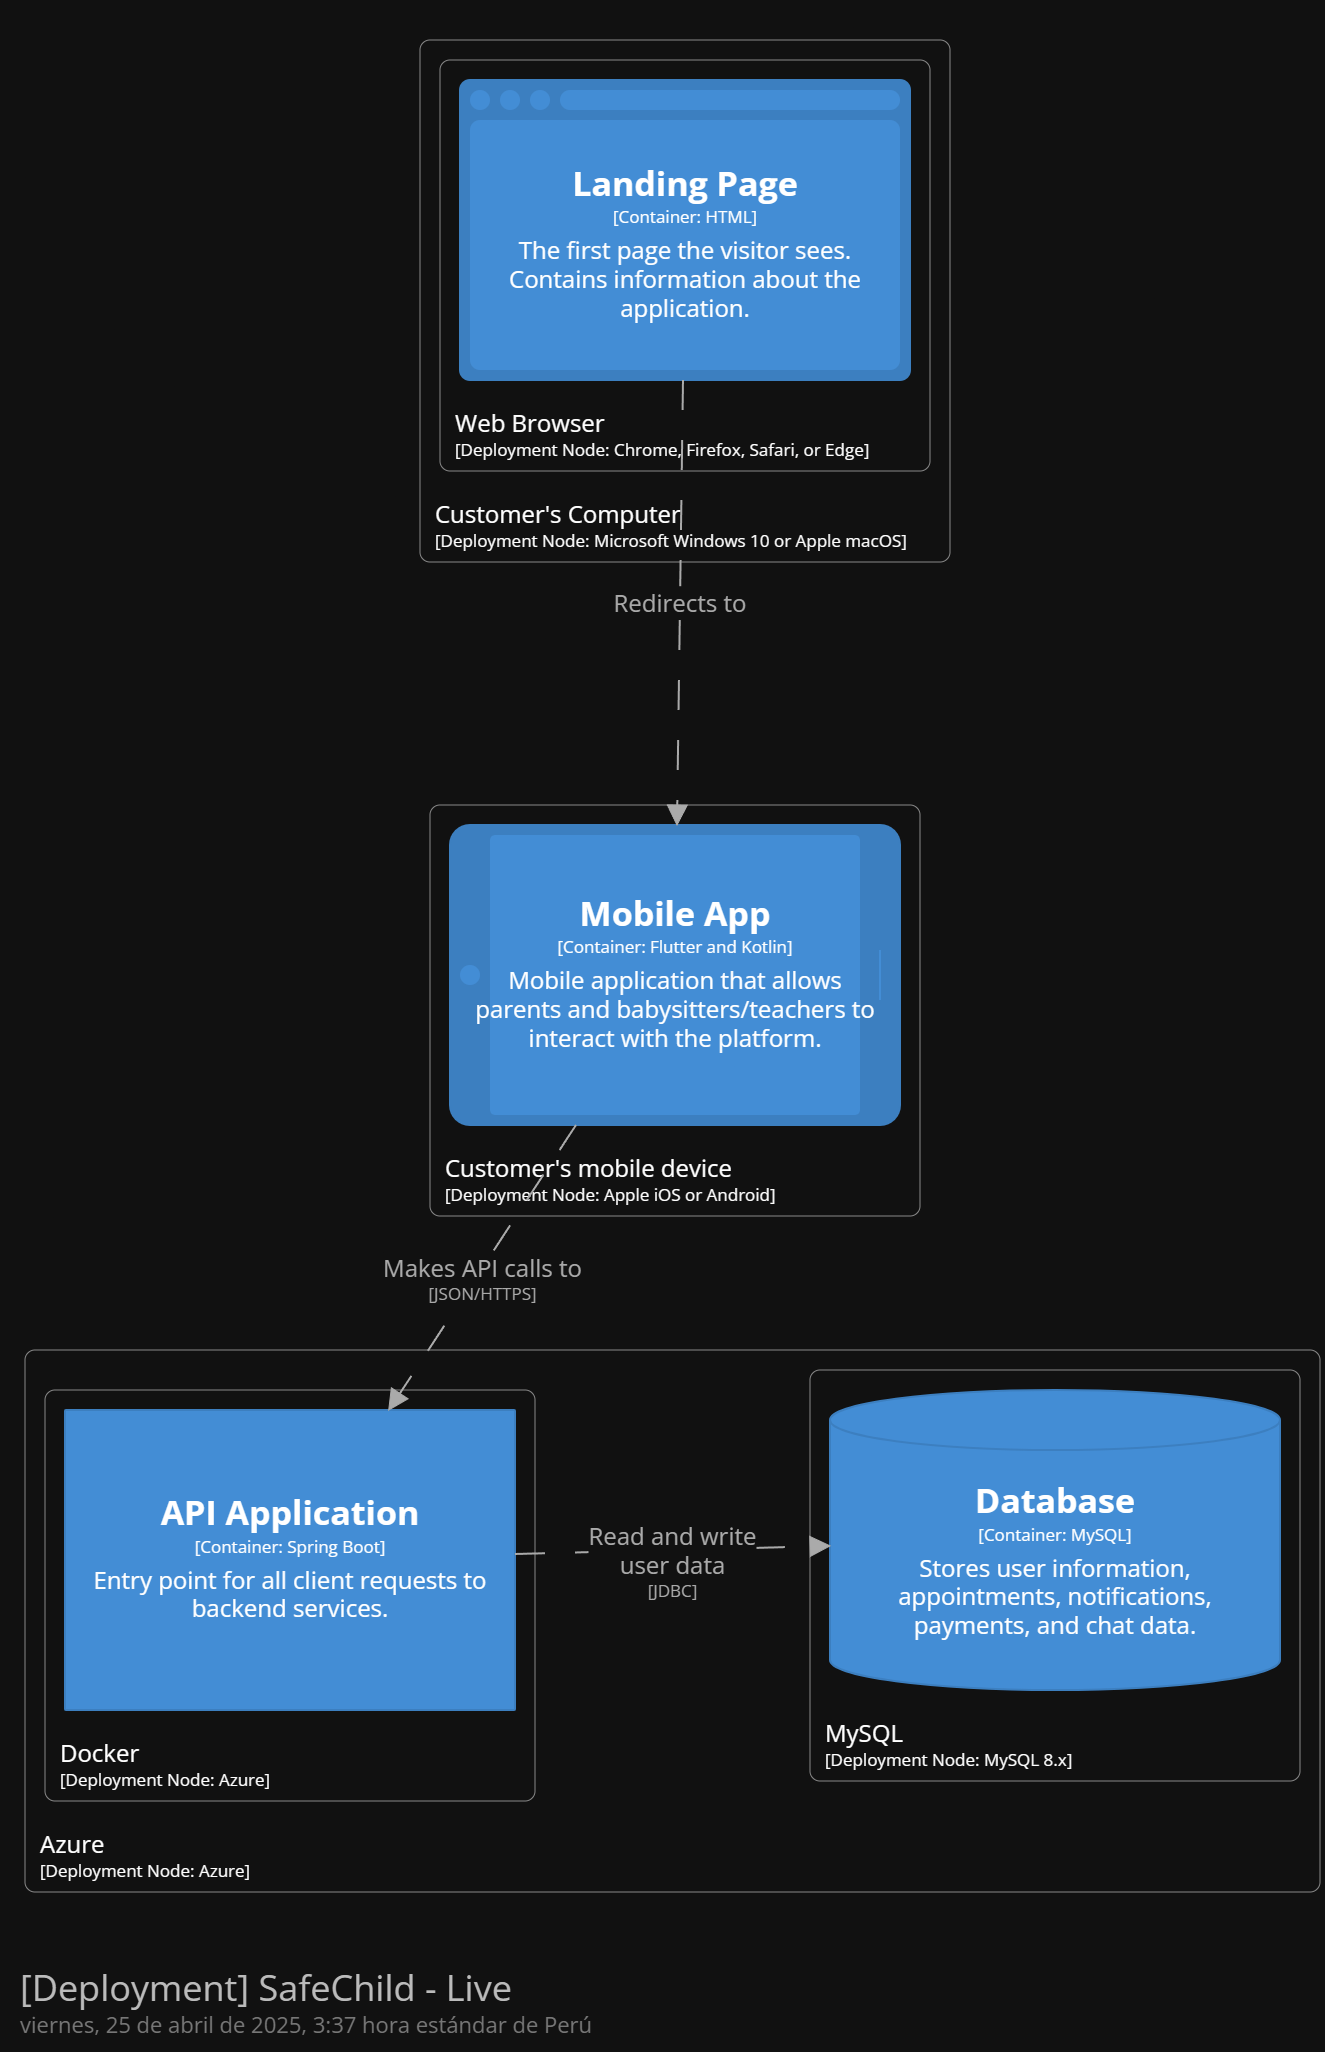 Landing Page
[Container: HTML]
The first page the visitor sees.
Contains information about the
application.
Web Browser
[Deployment Node: Chrome, Firefox, Safari, or Edge]
Customer's Computer
[Deployment Node: Microsoft Windows 10 or Apple macOS]
Redirects to
Mobile App
[Container: Flutter and Kotlin]
Mobile application that allows
parents and babysitters/teachers to
interact with the platform.
Customer's mobile device
[Deployment Node: Apple iOS or Android]
Makes API calls to
[JSON/HTTPS]
API Application
[Container: Spring Boot]
Entry point for all client requests to
backend services.
Docker
[Deployment Node: Azure]
Read and write
user data
[JDBC]
Database
[Container: MySQL]
Stores user information,
appointments, notifications,
payments, and chat data.
MySQL
[Deployment Node: MySQL 8.x]
Azure
[Deployment Node: Azure]
[Deployment] SafeChild - Live
viernes, 25 de abril de 2025, 3:37 hora estándar de Perú